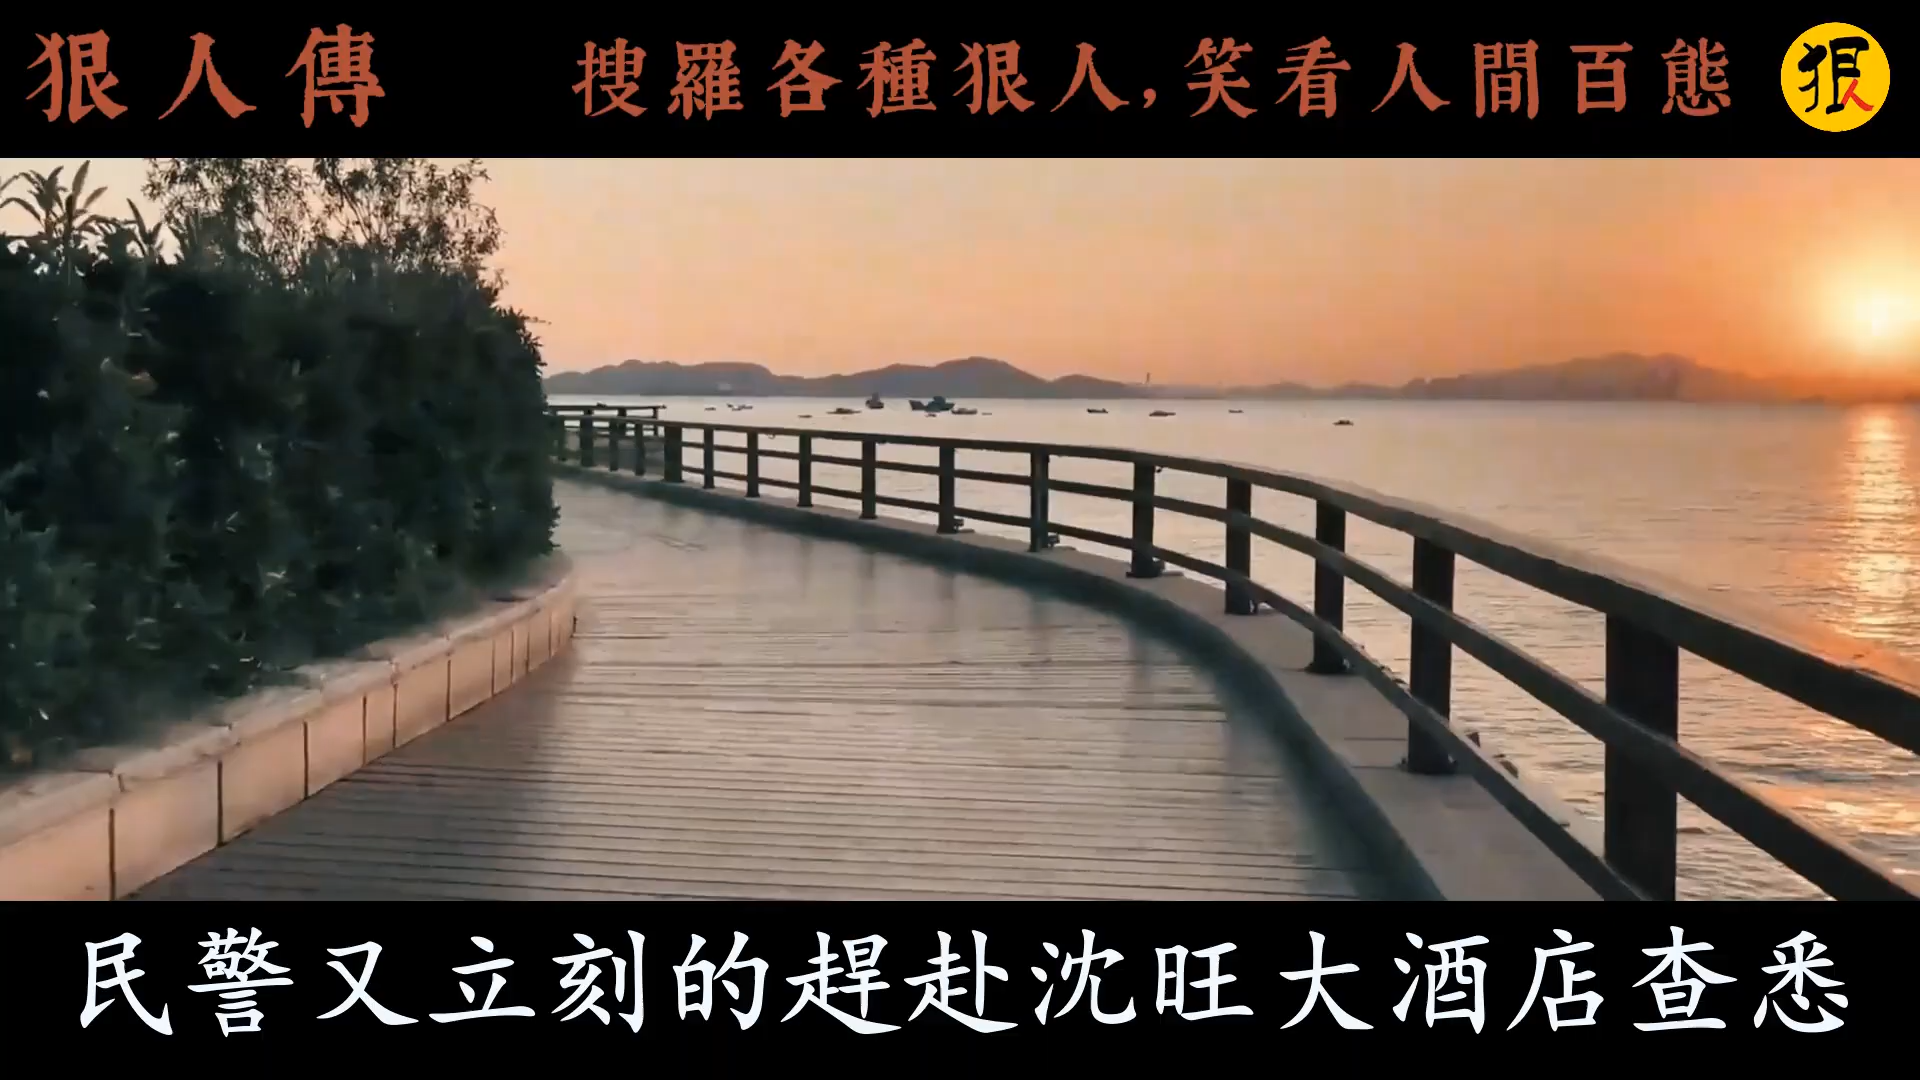 狠人傳 搜羅各種狠人,笑看人間百態 狠人
民警又立刻的趕赴沈旺大酒店查悉